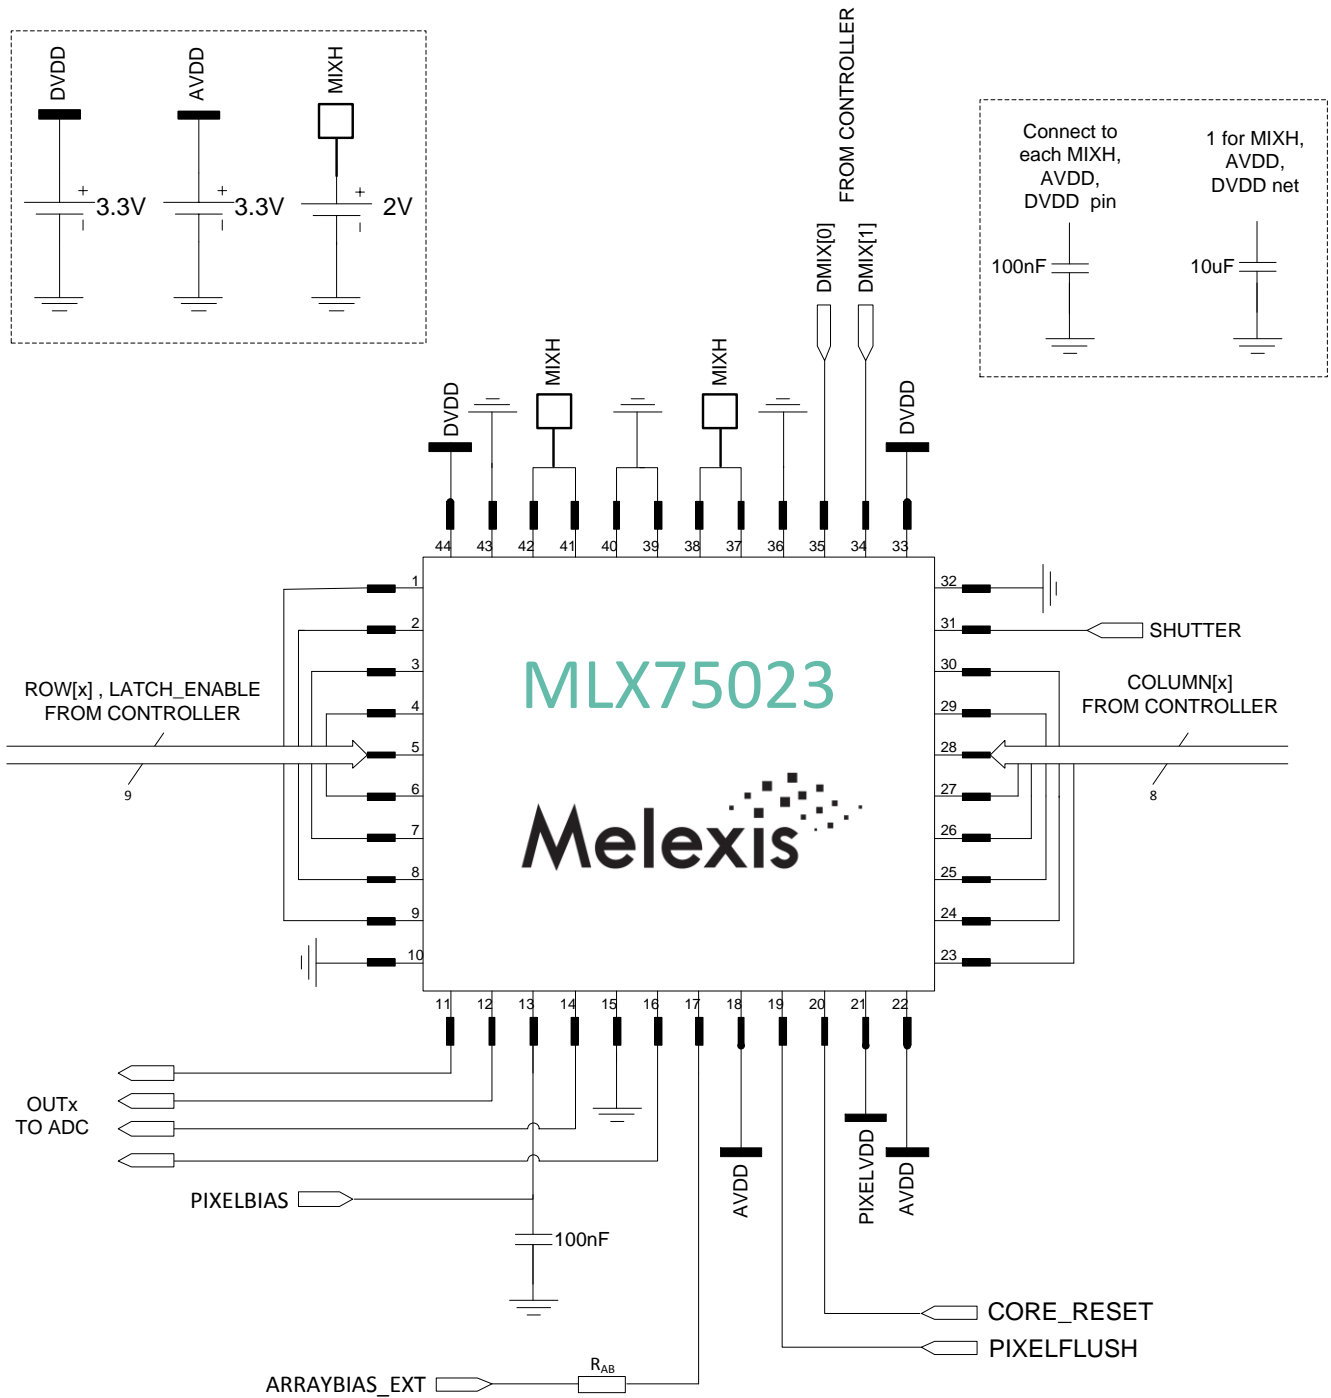 DVDD
AVDD
MIXH
3.3V
3.3V
2V
FROM CONTROLLER
DMIX[0]
DMIX[1]
Connect to
each MIXH,
AVDD,
DVDD pin
100nF
1 for MIXH,
AVDD,
DVDD net
10uF
DVDD
MIXH
MIXH
DVDD
44
43
42
41
40
39
38
37
36
35
34
33
1
2
3
4
5
6
7
8
9
10
32
31
30
29
28
27
26
25
24
23
SHUTTER
MLX75023
Melexis
ROW[x] , LATCH_ENABLE
FROM CONTROLLER
9
COLUMN[x]
FROM CONTROLLER
8
11
12
13
14
15
16
17
18
19
20
21
22
OUTx
TO ADC
PIXELBIAS
100nF
AVDD
PIXELVDD
AVDD
CORE_RESET
PIXELFLUSH
ARRAYBIAS_EXT
RAB